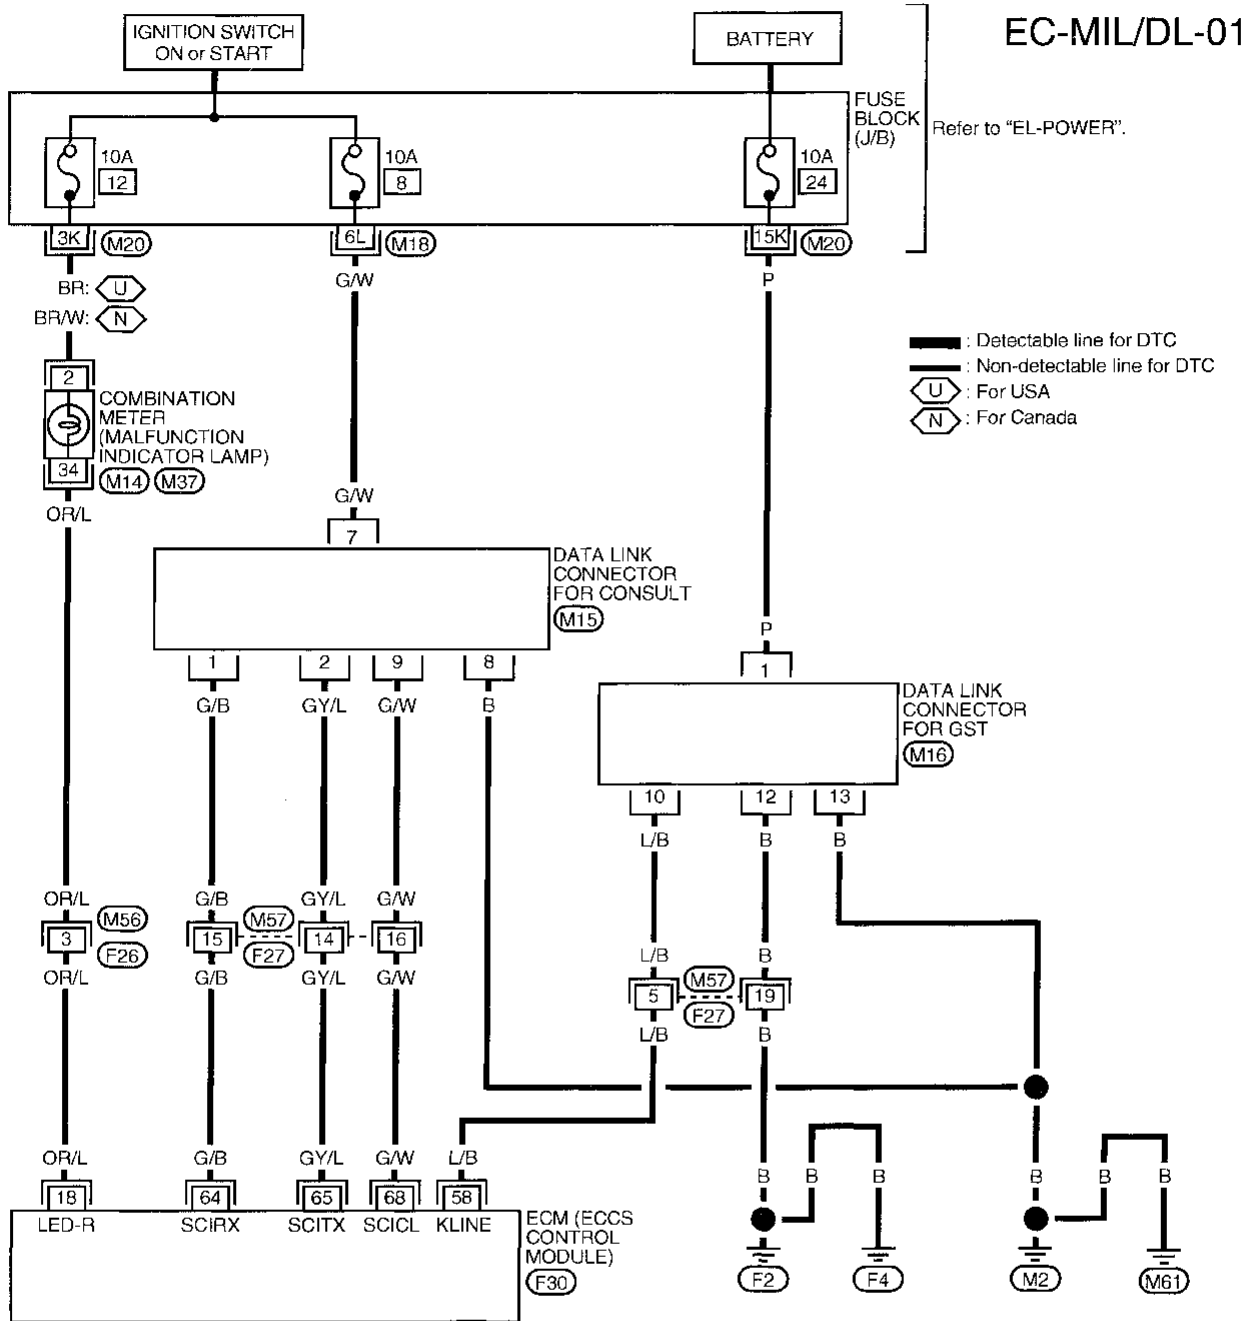 EC-MIL/DL-01
IGNITION SWITCH
ON or START
BATTERY
FUSE
BLOCK
(J/B)
Refer to "EL-POWER".
10A
12
10A
8
10A
24
3K
M20
6L
M18
15K
M20
BR:
U
BR/W:
N
G/W
P
: Detectable line for DTC
: Non-detectable line for DTC
U
: For USA
N
: For Canada
2
COMBINATION
METER
(MALFUNCTION
INDICATOR LAMP)
34
M14
M37
OR/L
G/W
7
DATA LINK
CONNECTOR
FOR CONSULT
M15
P
1
1
2
9
8
G/B
GY/L
G/W
B
DATA LINK
CONNECTOR
FOR GST
M16
10
12
13
L/B
B
B
OR/L
G/B
GY/L
G/W
3
M56
F26
15
M57
F27
14
16
OR/L
G/B
GY/L
G/W
L/B
B
5
M57
F27
19
L/B
B
OR/L
G/B
GY/L
G/W
L/B
B
B
B
B
B
B
18
64
65
68
58
LED-R
SCIRX
SCITX
SCICL
KLINE
ECM (ECCS
CONTROL
MODULE)
F30
F2
F4
M2
M61